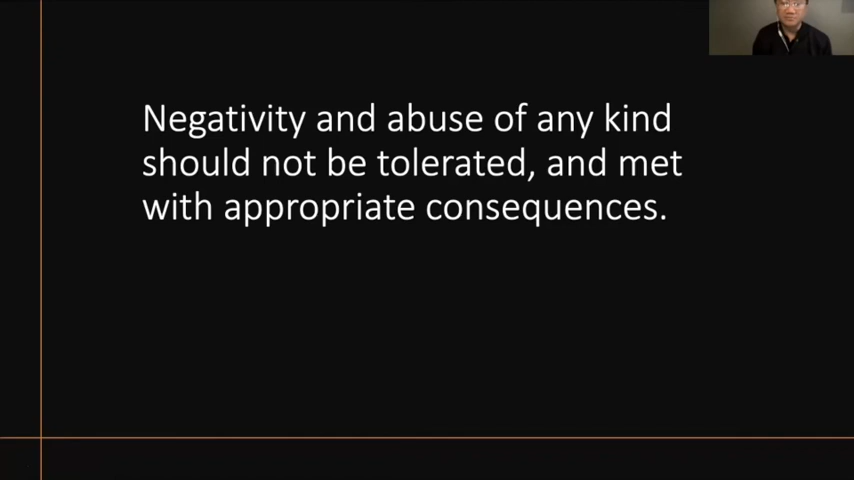 Negativity and abuse of any kind
should not be tolerated, and met
with appropriate consequences.